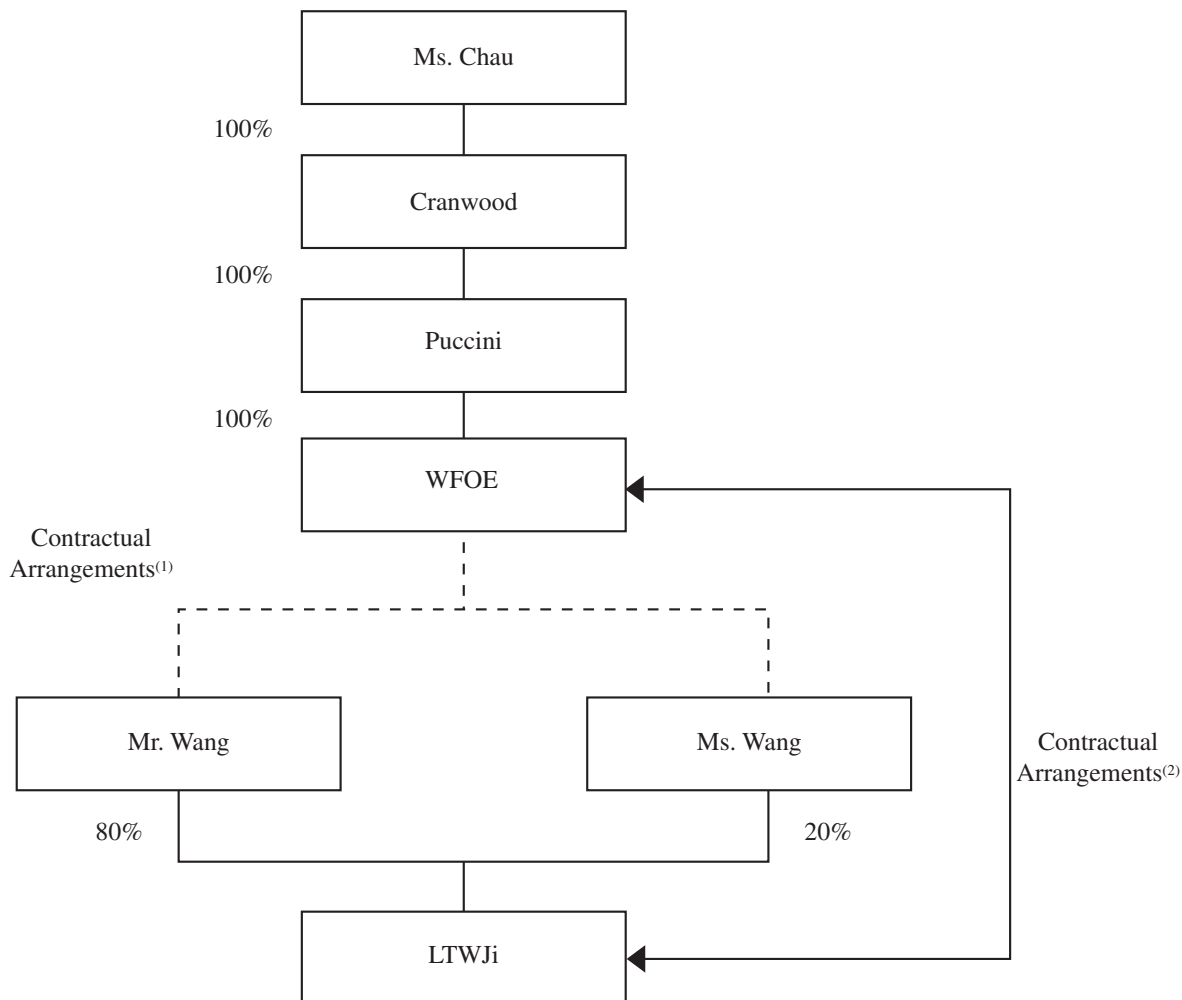 Ms. Chau
100%
Cranwood
100%
Puccini
100%
WFOE
Contractual
Arrangements(1)
Mr. Wang
Ms. Wang
Contractual
Arrangements(2)
80%
20%
LTWJi